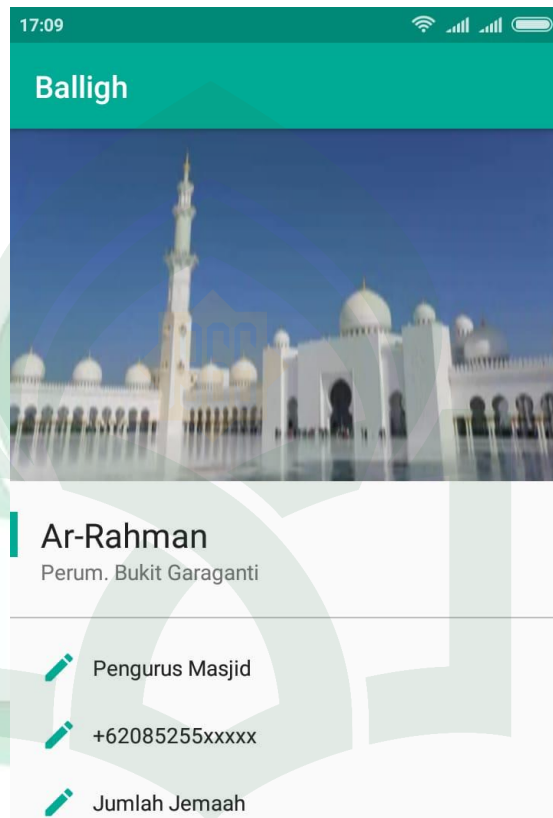 17:09
Balligh
Ar-Rahman
Perum. Bukit Garaganti
Pengurus Masjid
+62085255xxxxx
Jumlah Jemaah